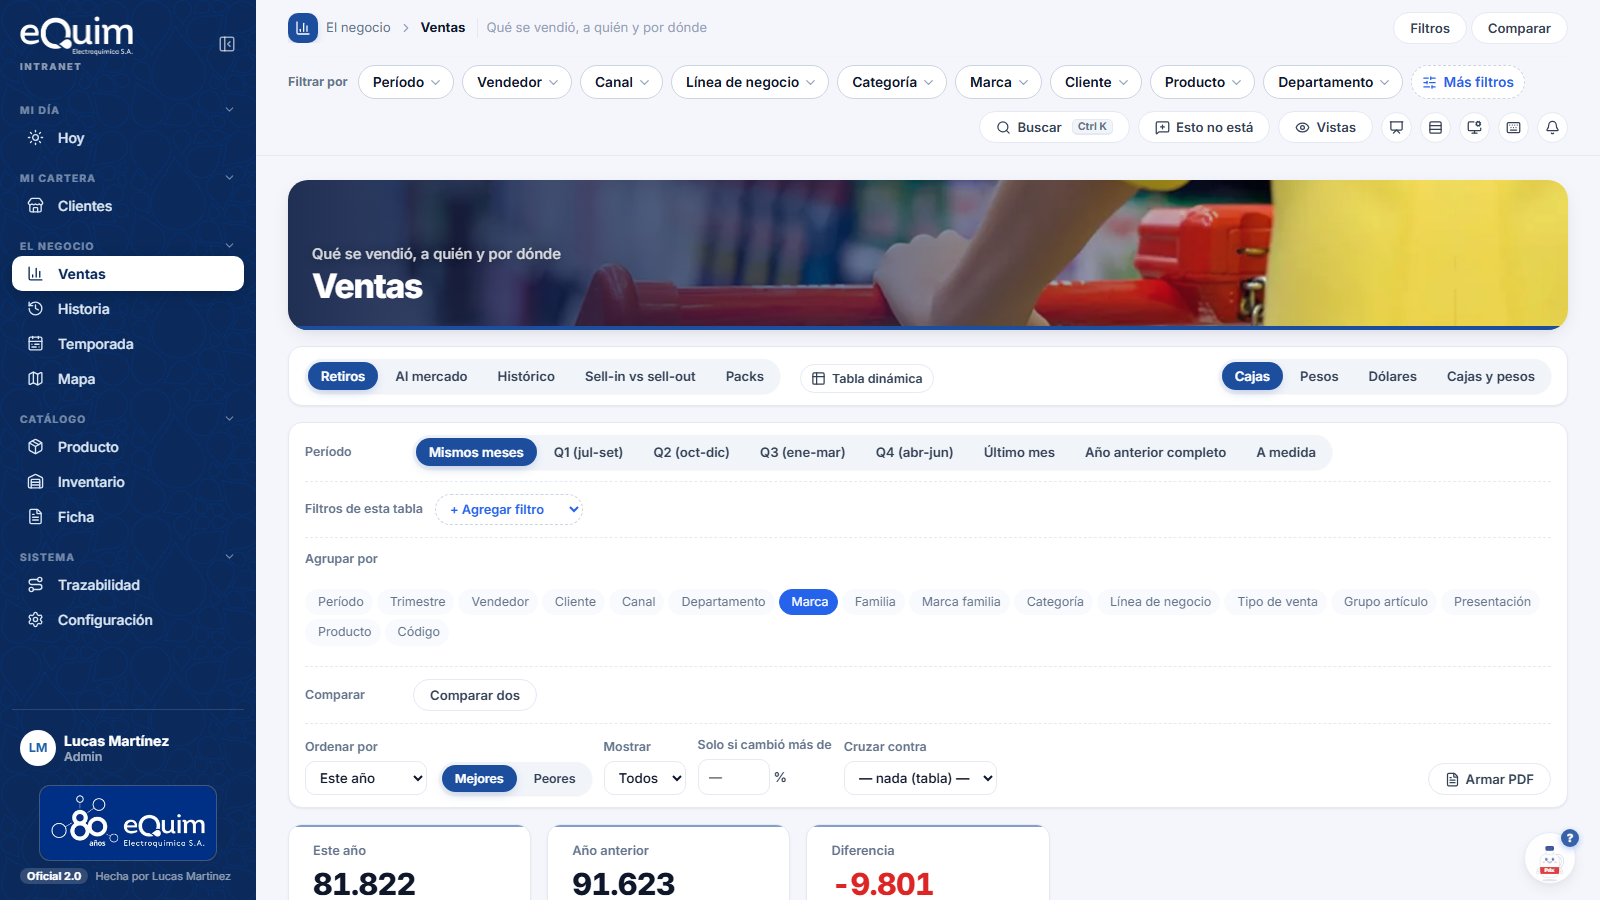 eQuim
Electroquímica S.A.
INTRANET
MI DÍA
Hoy
MI CARTERA
Clientes
EL NEGOCIO
Ventas
Historia
Temporada
Mapa
CATÁLOGO
Producto
Inventario
Ficha
SISTEMA
Trazabilidad
Configuración
LM
Lucas Martínez
Admin
80 años
eQuim
Electroquímica S.A.
Oficial 2.0 Hecha por Lucas Martinez
El negocio > Ventas Qué se vendió, a quién y por dónde
Filtros Comparar
Filtrar por Período Vendedor Canal Línea de negocio Categoría Marca Cliente Producto Departamento Más filtros
Buscar Ctrl K Esto no está Vistas
Qué se vendió, a quién y por dónde
Ventas
Retiros Al mercado Histórico Sell-in vs sell-out Packs Tabla dinámica Cajas Pesos Dólares Cajas y pesos
Período Mismos meses Q1 (jul-set) Q2 (oct-dic) Q3 (ene-mar) Q4 (abr-jun) Último mes Año anterior completo A medida
Filtros de esta tabla + Agregar filtro
Agrupar por
Período Trimestre Vendedor Cliente Canal Departamento Marca Familia Marca familia Categoría Línea de negocio Tipo de venta Grupo artículo Presentación
Producto Código
Comparar Comparar dos
Ordenar por Mostrar Solo si cambió más de Cruzar contra
Este año Mejores Peores Todos — % — nada (tabla) — Armar PDF
Este año Año anterior Diferencia
81.822 91.623 -9.801
?